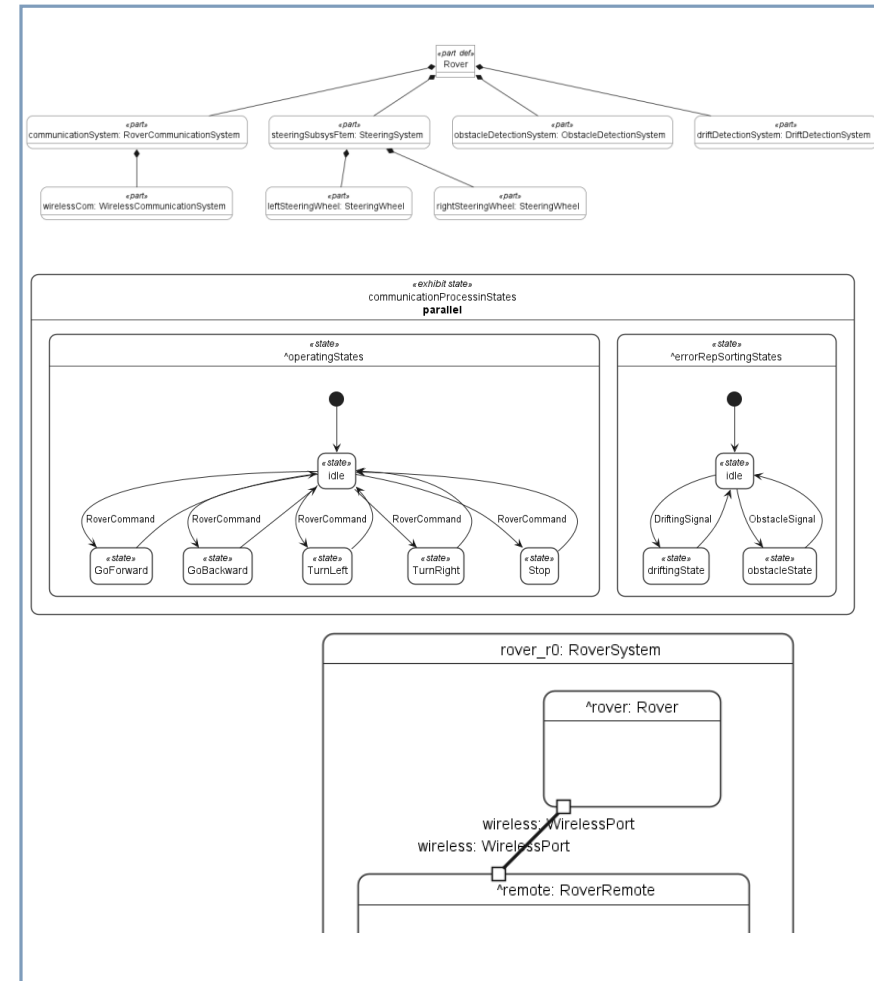 «part def»
Rover
«part»
communicationSystem: RoverCommunicationSystem
«part»
steeringSubsysFtem: SteeringSystem
«part»
obstacleDetectionSystem: ObstacleDetectionSystem
«part»
driftDetectionSystem: DriftDetectionSystem
«part»
wirelessCom: WirelessCommunicationSystem
«part»
leftSteeringWheel: SteeringWheel
«part»
rightSteeringWheel: SteeringWheel
«exhibit state»
communicationProcessinStates
parallel
«state»
^operatingStates
«state»
^errorRepSortingStates
«state»
idle
«state»
idle
RoverCommand
RoverCommand
RoverCommand
RoverCommand
RoverCommand
DriftingSignal
ObstacleSignal
«state»
GoForward
«state»
GoBackward
«state»
TurnLeft
«state»
TurnRight
«state»
Stop
«state»
driftingState
«state»
obstacleState
rover_r0: RoverSystem
^rover: Rover
wireless: WirelessPort
wireless: WirelessPort
^remote: RoverRemote